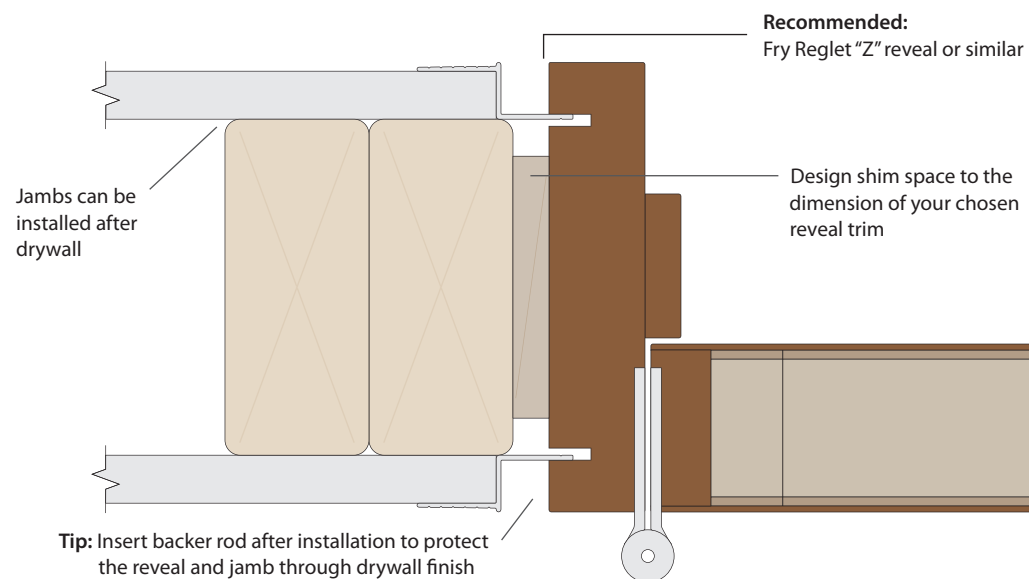 Recommended:
Fry Reglet “Z” reveal or similar
Jambs can be
installed after
drywall
Design shim space to the
dimension of your chosen
reveal trim
Tip: Insert backer rod after installation to protect
the reveal and jamb through drywall finish